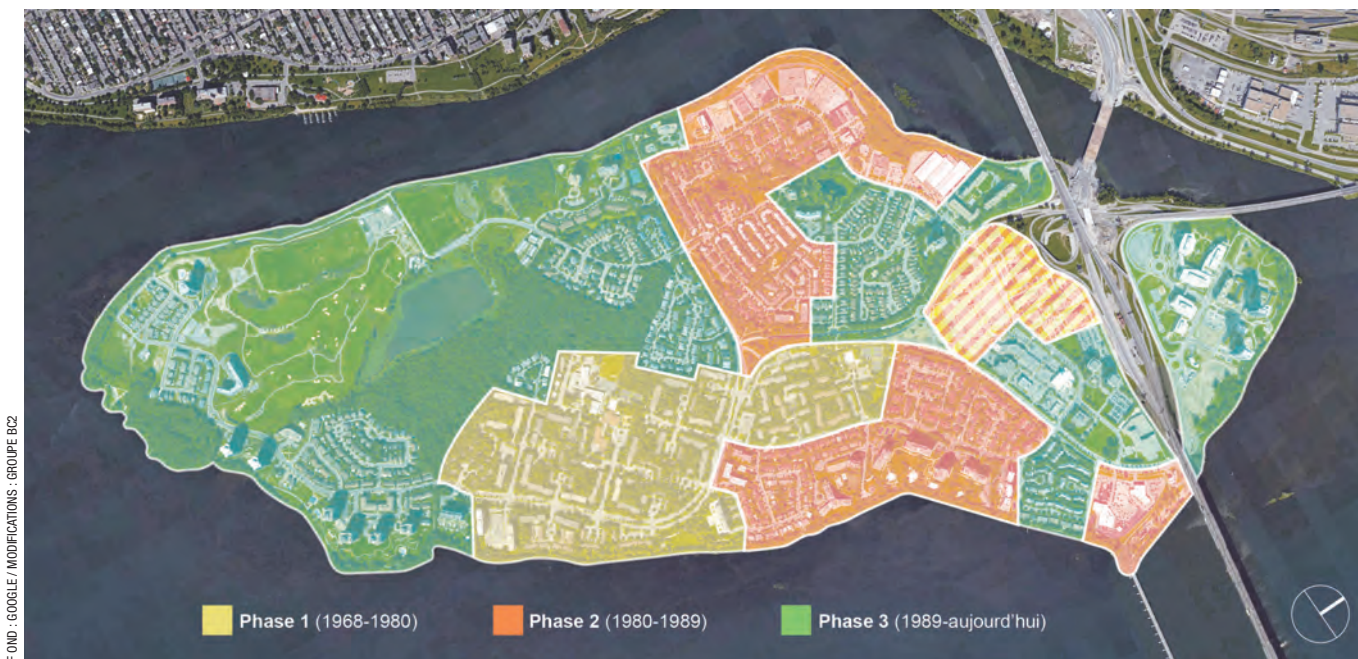 F OND : GOOGLE / MODIFICATIONS : GROUPE BC2
Phase 1 (1968-1980)
Phase 2 (1980-1989)
Phase 3 (1989-aujourd'hui)